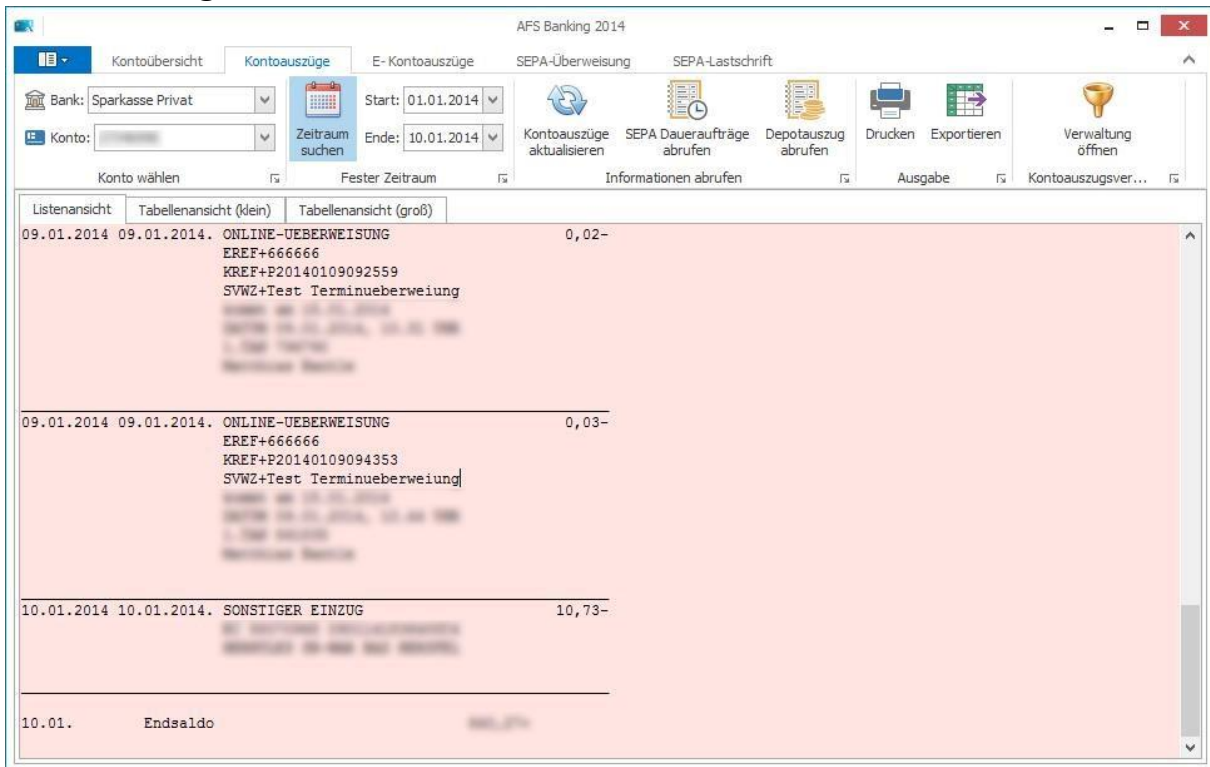 AFS Banking 2014
Kontoübersicht Kontoauszüge E-Kontoauszüge SEPA-Überweisung SEPA-Lastschrift
Bank: Sparkasse Privat
Konto:
Zeitraum suchen
Start: 01.01.2014
Ende: 10.01.2014
Kontoauszüge aktualisieren
SEPA Daueraufträge abrufen
Depotauszug abrufen
Drucken
Exportieren
Verwaltung öffnen
Konto wählen Fester Zeitraum Informationen abrufen Ausgabe Kontoauszugsver...
Listenansicht Tabellenansicht (klein) Tabellenansicht (groß)
09.01.2014 09.01.2014. ONLINE-UEBERWEISUNG 0,02-
EREF+666666
KREF+P20140109092559
SVWZ+Test Terminueberweiung
09.01.2014 09.01.2014. ONLINE-UEBERWEISUNG 0,03-
EREF+666666
KREF+P20140109094353
SVWZ+Test Terminueberweiung
10.01.2014 10.01.2014. SONSTIGER EINZUG 10,73-
10.01. Endsaldo